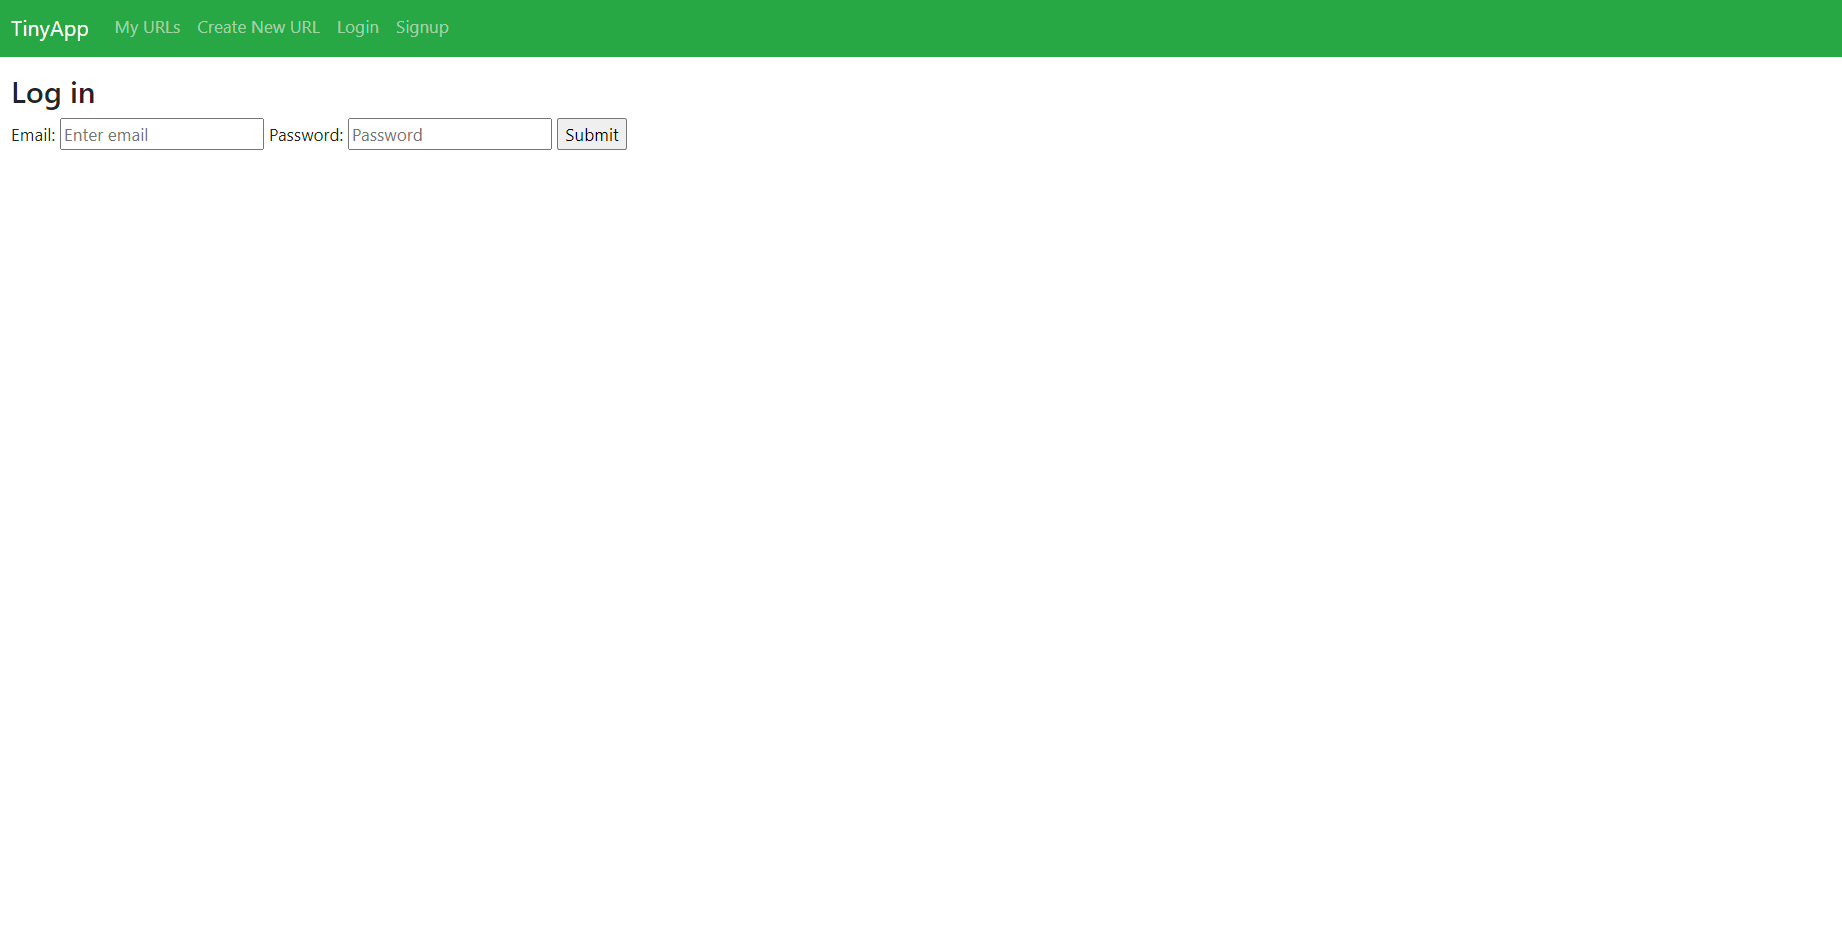 TinyApp My URLs Create New URL Login Signup
Log in
Email: Enter email Password: Password Submit